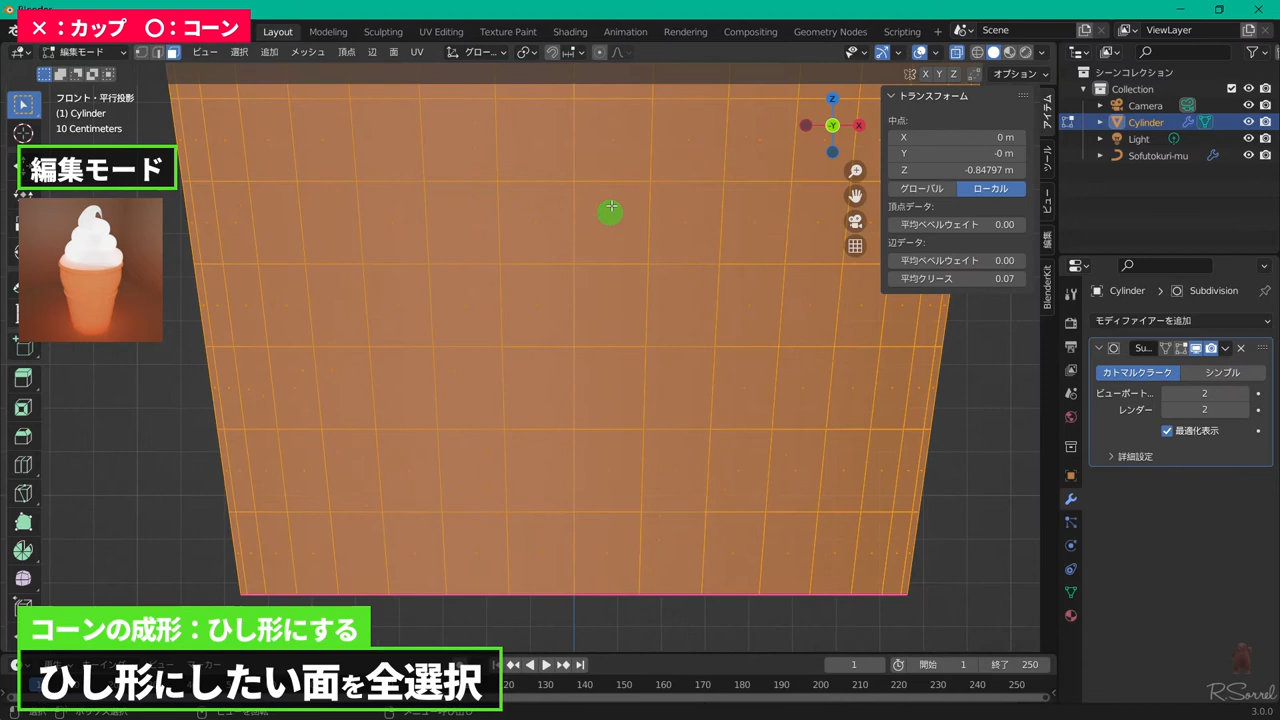 Blender
×：カップ　〇：コーン
Layout Modeling Sculpting UV Editing Texture Paint Shading Animation Rendering Compositing Geometry Nodes Scripting + Scene ViewLayer
編集モード ビュー 選択 追加 メッシュ 頂点 辺 面 UV グロー...
X Y Z オプション
フロント・平行投影
(1) Cylinder
10 Centimeters
編集モード
トランスフォーム
中点:
X 0 m
Y -0 m
Z -0.84797 m
グローバル ローカル
頂点データ:
平均ベベルウェイト 0.00
辺データ:
平均ベベルウェイト 0.00
平均クリース 0.07
アイテム
ツール
ビュー
編集
BlenderKit
Z
-Y
X
シーンコレクション
Collection
Camera
Cylinder
Light
Sofutokuri-mu
Cylinder > Subdivision
モディファイアーを追加
Su...
カトマルクラーク シンプル
ビューポート... 2
レンダー 2
最適化表示
詳細設定
コーンの成形：ひし形にする
ひし形にしたい面を全選択
1 開始 1 終了 250
120 130 140 150 160 170 180 190 200 210 220 230 240 250
RSorrel
3.0.0